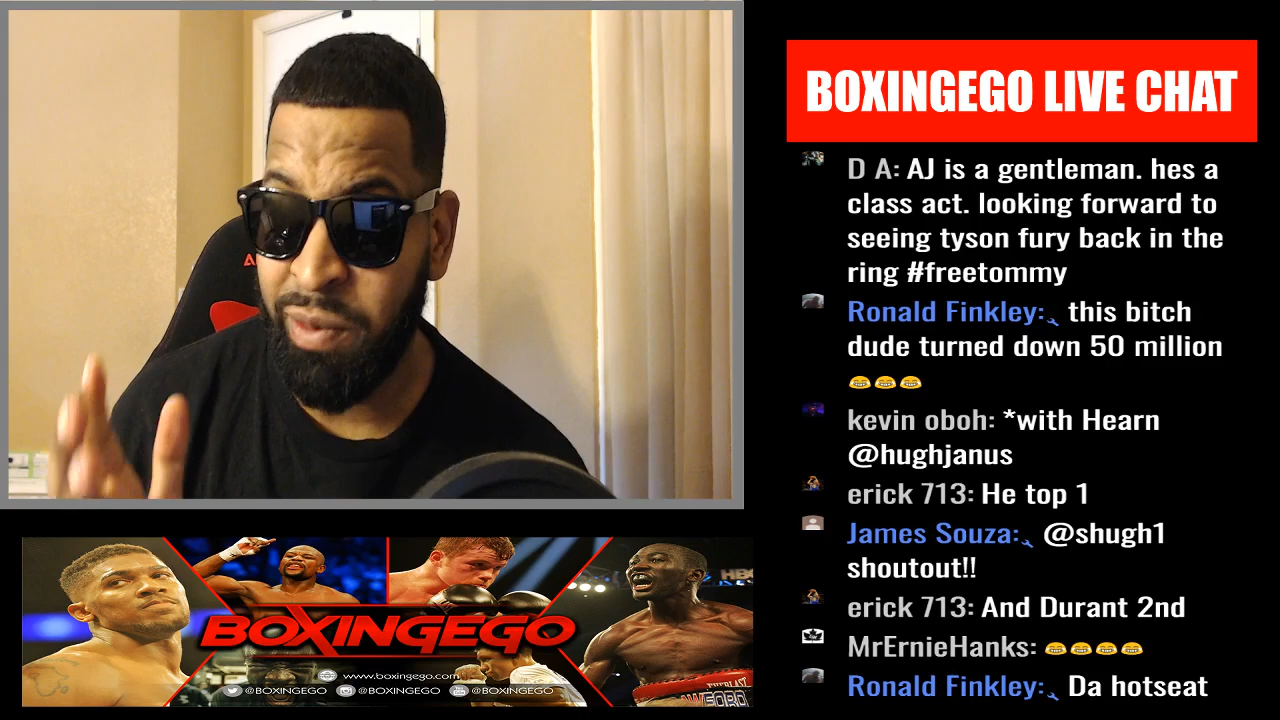 BOXINGEGO LIVE CHAT
D A: AJ is a gentleman. hes a
class act. looking forward to
seeing tyson fury back in the
ring #freetommy
Ronald Finkley: this bitch
dude turned down 50 million
😂😂😂
kevin oboh: *with Hearn
@hughjanus
erick 713: He top 1
James Souza: @shugh1
shoutout!!
erick 713: And Durant 2nd
MrErnieHanks: 😂😂😂😂
Ronald Finkley: Da hotseat
HBO
BOXINGEGO
www.boxingego.com
@BOXINGEGO @BOXINGEGO @BOXINGEGO
EVERLAST